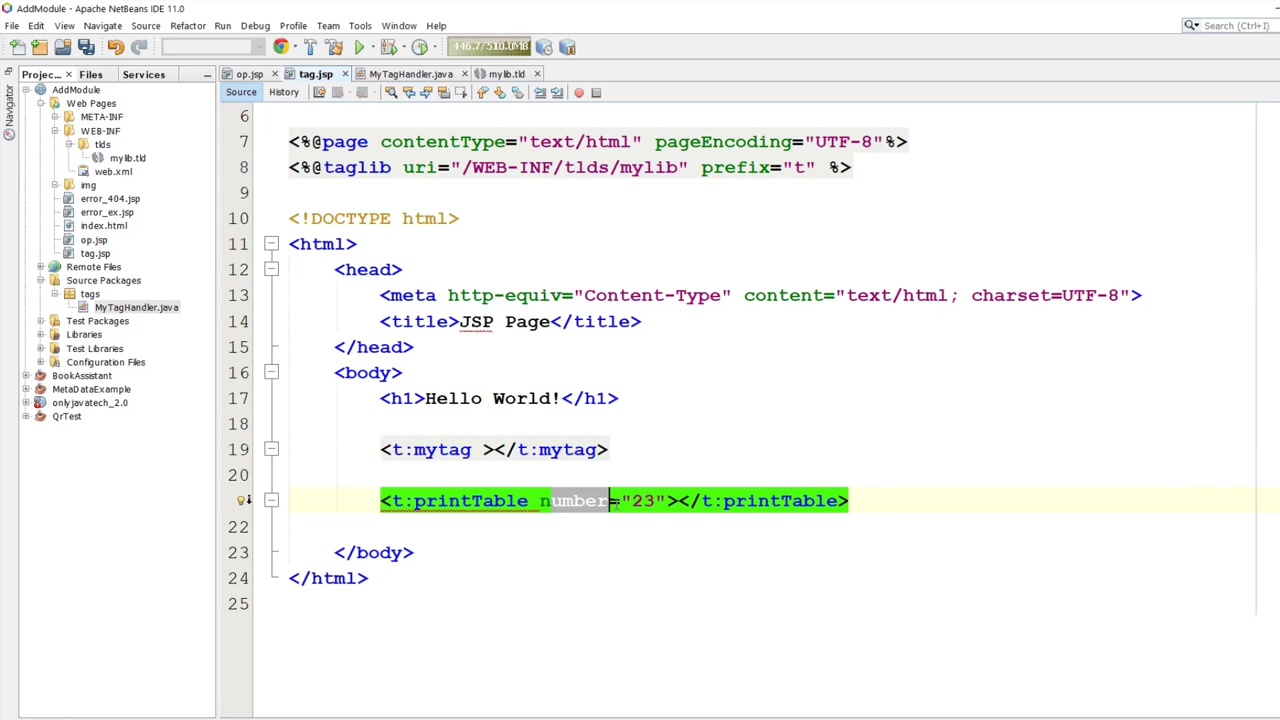 AddModule - Apache NetBeans IDE 11.0
File Edit View Navigate Source Refactor Run Debug Profile Team Tools Window Help
Search (Ctrl+I)
446.7/510.0MB
Projec... Files Services
op.jsp tag.jsp MyTagHandler.java mylib.tld
Source History
Navigator
AddModule
Web Pages
META-INF
WEB-INF
tlds
mylib.tld
web.xml
img
error_404.jsp
error_ex.jsp
index.html
op.jsp
tag.jsp
Remote Files
Source Packages
tags
MyTagHandler.java
Test Packages
Libraries
Test Libraries
Configuration Files
BookAssistant
MetaDataExample
onlyjavatech_2.0
QrTest
6
7 <%@page contentType="text/html" pageEncoding="UTF-8"%>
8 <%@taglib uri="/WEB-INF/tlds/mylib" prefix="t" %>
9
10 <!DOCTYPE html>
11 <html>
12 <head>
13 <meta http-equiv="Content-Type" content="text/html; charset=UTF-8">
14 <title>JSP Page</title>
15 </head>
16 <body>
17 <h1>Hello World!</h1>
18
19 <t:mytag ></t:mytag>
20
<t:printTable number="23"></t:printTable>
22
23 </body>
24 </html>
25